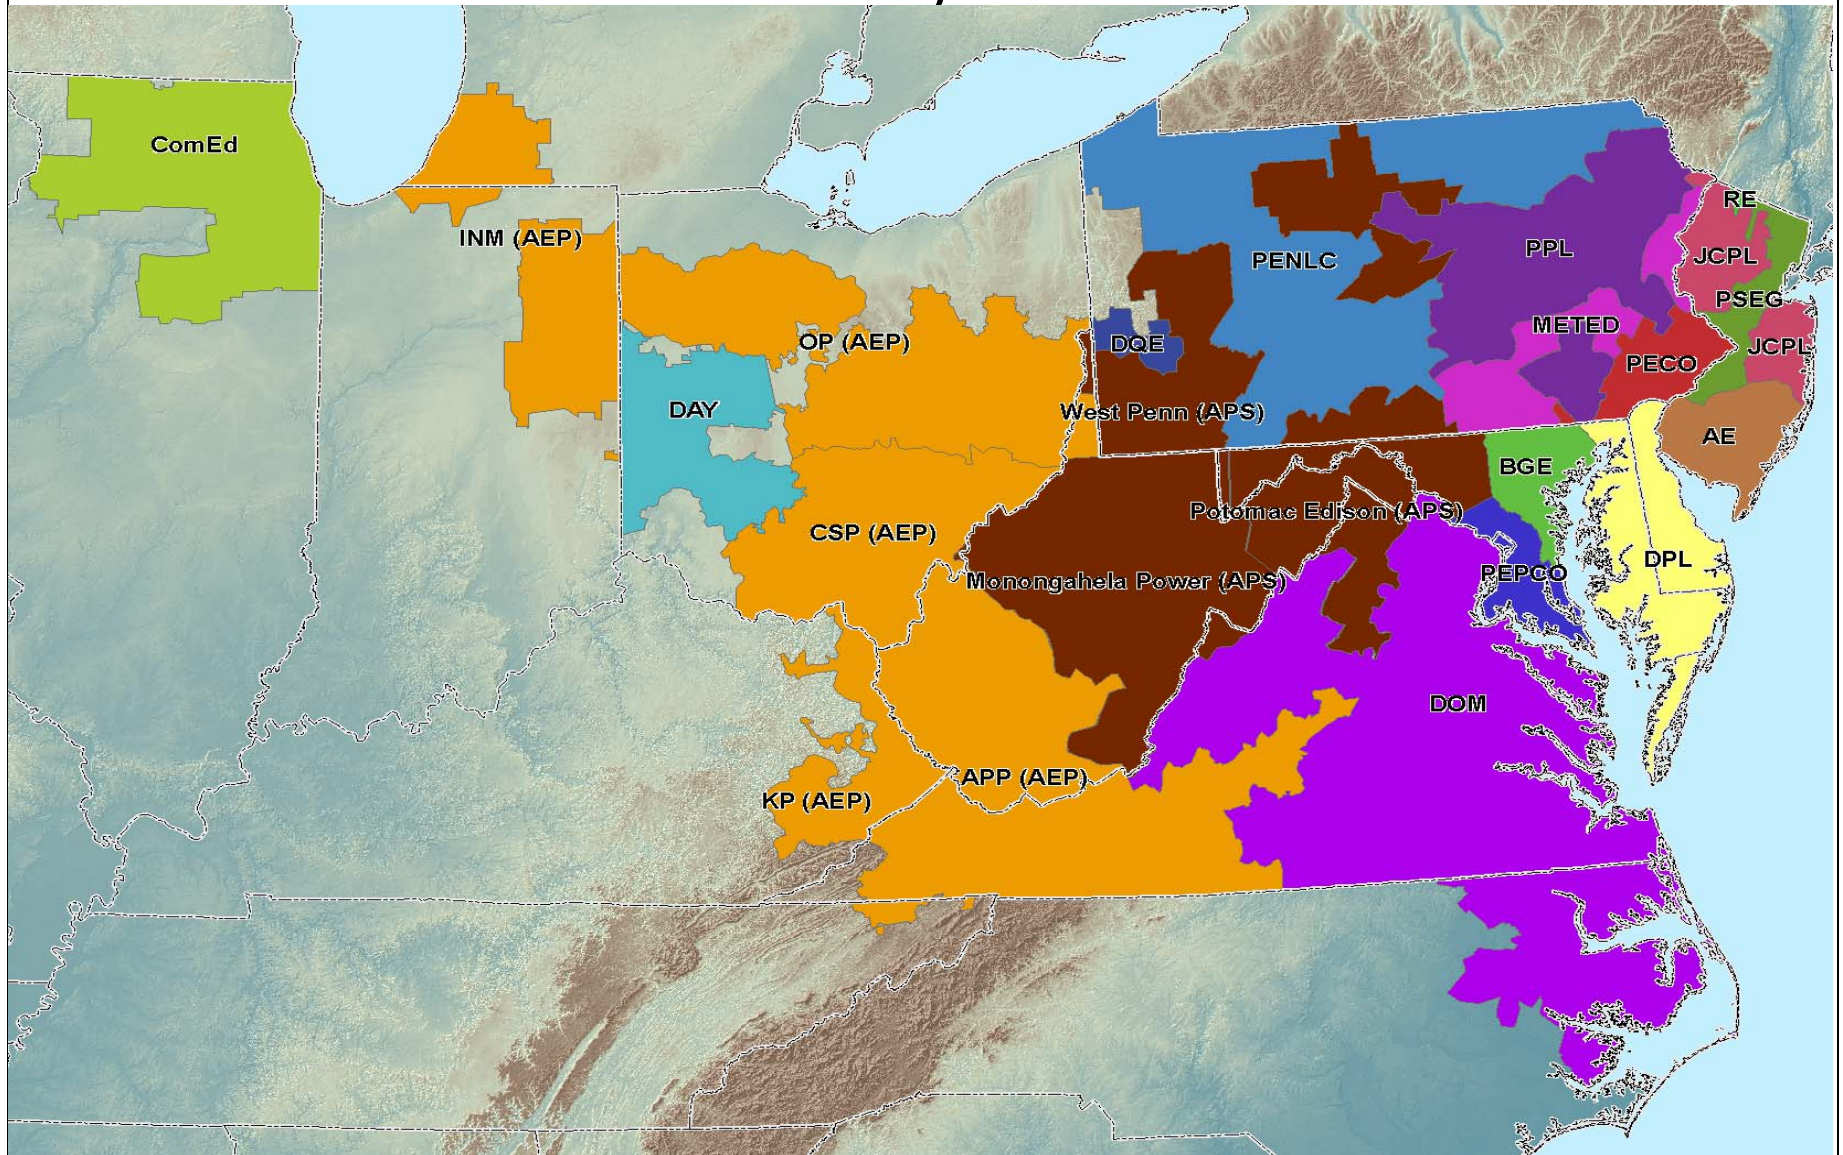 ComEd
RE
INM (AEP)
PPL
PENLC
JCPL
PSEG
METED
OP (AEP)
DQE
JCPL
PECO
DAY
West Penn (APS)
AE
BGE
Potomac Edison (APS)
CSP (AEP)
DPL
PEPCO
Monongahela Power (APS)
DOM
APP (AEP)
KP (AEP)